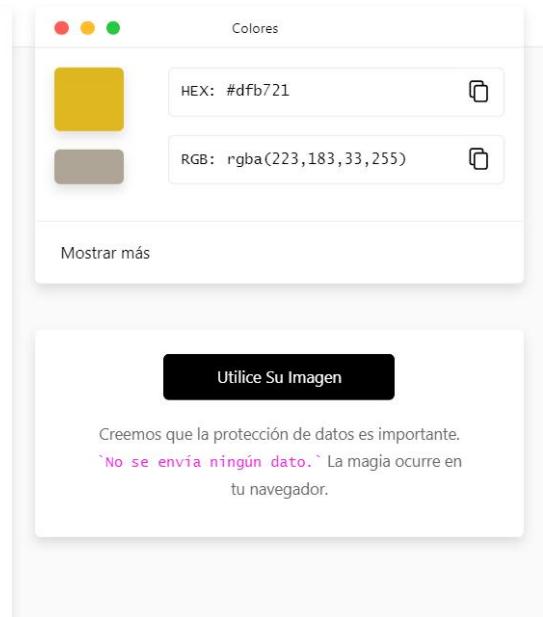 Colores
HEX: #dfb721
RGB: rgba(223,183,33,255)
Mostrar más
Utilice Su Imagen
Creemos que la protección de datos es importante.
`No se envía ningún dato.` La magia ocurre en
tu navegador.